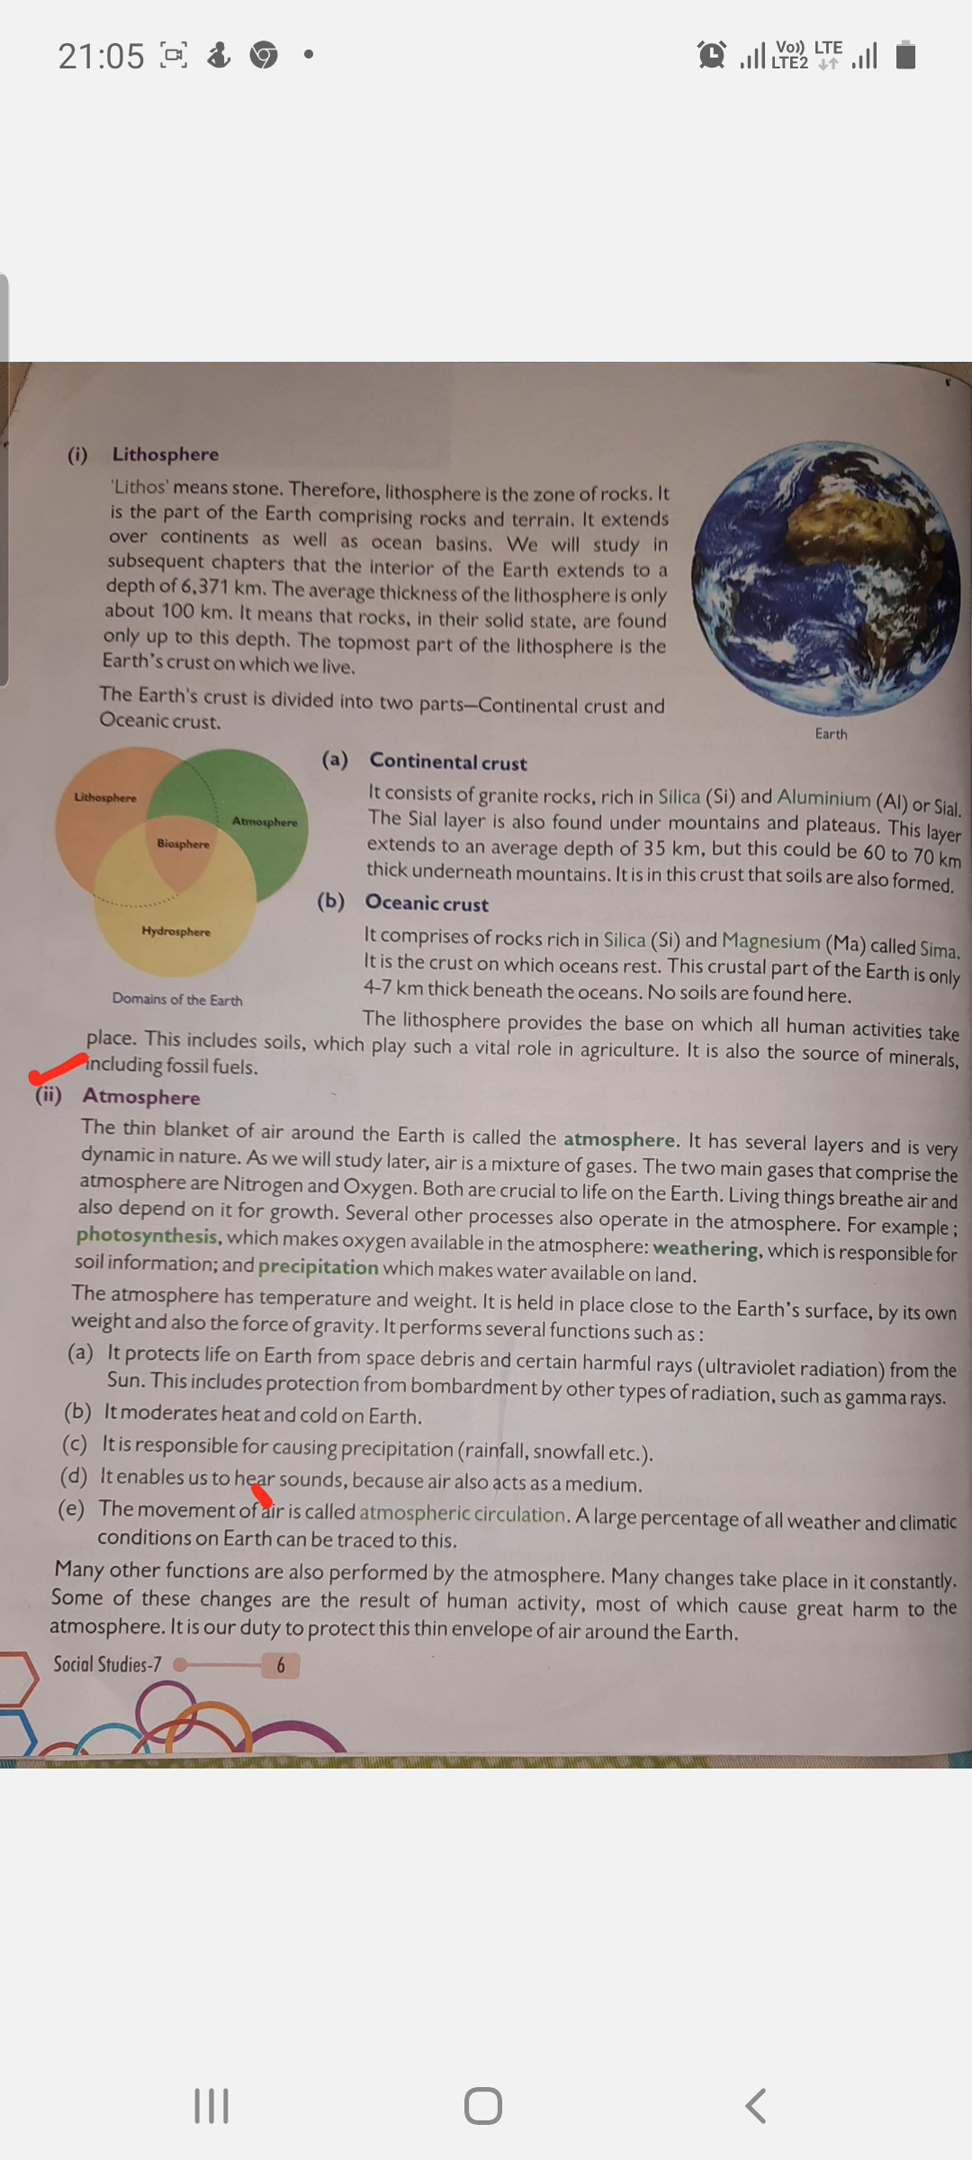 21:05
Vo)) LTE
LTE2
(i) Lithosphere
'Lithos' means stone. Therefore, lithosphere is the zone of rocks. It
is the part of the Earth comprising rocks and terrain. It extends
over continents as well as ocean basins. We will study in
subsequent chapters that the interior of the Earth extends to a
depth of 6,371 km. The average thickness of the lithosphere is only
about 100 km. It means that rocks, in their solid state, are found
only up to this depth. The topmost part of the lithosphere is the
Earth's crust on which we live.
The Earth's crust is divided into two parts—Continental crust and
Oceanic crust.
Earth
Lithosphere
Atmosphere
Biosphere
Hydrosphere
Domains of the Earth
(a) Continental crust
It consists of granite rocks, rich in Silica (Si) and Aluminium (Al) or Sial.
The Sial layer is also found under mountains and plateaus. This layer
extends to an average depth of 35 km, but this could be 60 to 70 km
thick underneath mountains. It is in this crust that soils are also formed.
(b) Oceanic crust
It comprises of rocks rich in Silica (Si) and Magnesium (Ma) called Sima.
It is the crust on which oceans rest. This crustal part of the Earth is only
4-7 km thick beneath the oceans. No soils are found here.
The lithosphere provides the base on which all human activities take
place. This includes soils, which play such a vital role in agriculture. It is also the source of minerals,
including fossil fuels.
(ii) Atmosphere
The thin blanket of air around the Earth is called the atmosphere. It has several layers and is very
dynamic in nature. As we will study later, air is a mixture of gases. The two main gases that comprise the
atmosphere are Nitrogen and Oxygen. Both are crucial to life on the Earth. Living things breathe air and
also depend on it for growth. Several other processes also operate in the atmosphere. For example ;
photosynthesis, which makes oxygen available in the atmosphere: weathering, which is responsible for
soil information; and precipitation which makes water available on land.
The atmosphere has temperature and weight. It is held in place close to the Earth's surface, by its own
weight and also the force of gravity. It performs several functions such as :
(a) It protects life on Earth from space debris and certain harmful rays (ultraviolet radiation) from the
Sun. This includes protection from bombardment by other types of radiation, such as gamma rays.
(b) It moderates heat and cold on Earth.
(c) It is responsible for causing precipitation (rainfall, snowfall etc.).
(d) It enables us to hear sounds, because air also acts as a medium.
(e) The movement of air is called atmospheric circulation. A large percentage of all weather and climatic
conditions on Earth can be traced to this.
Many other functions are also performed by the atmosphere. Many changes take place in it constantly.
Some of these changes are the result of human activity, most of which cause great harm to the
atmosphere. It is our duty to protect this thin envelope of air around the Earth.
Social Studies-7 6